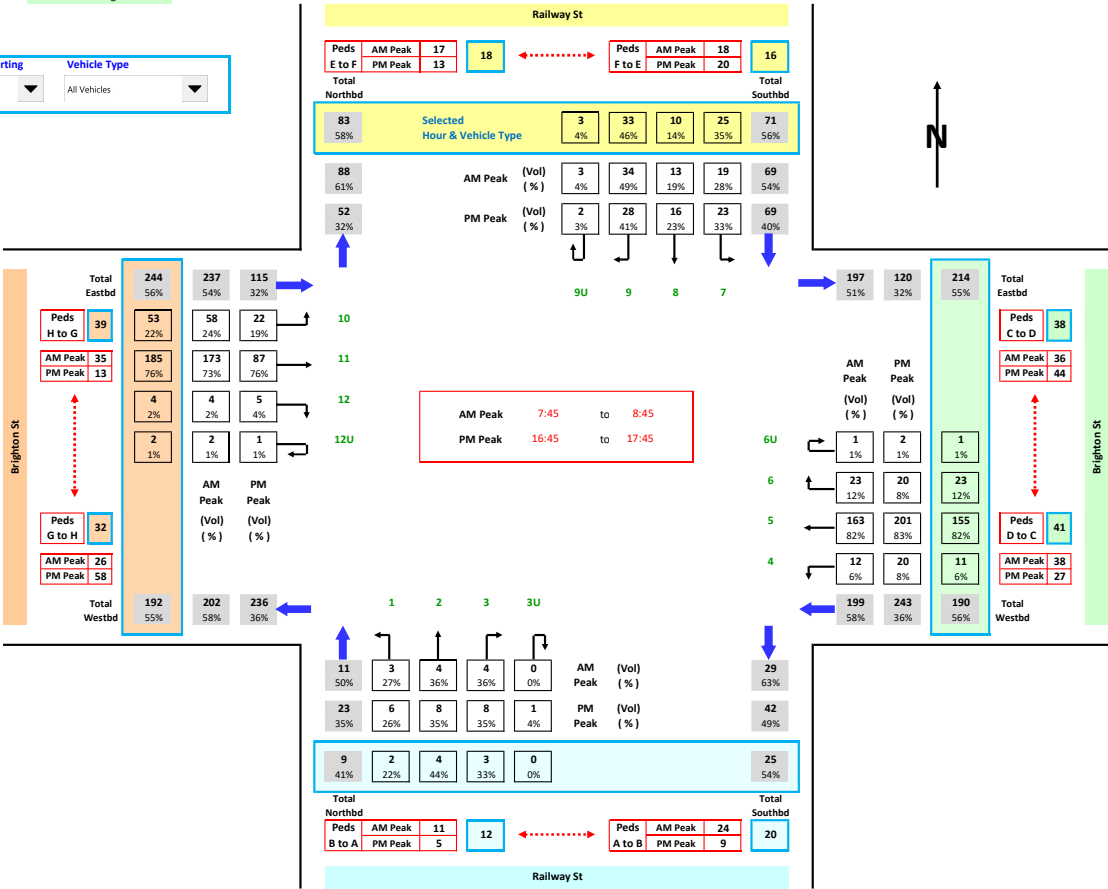 Railway St
Peds AM Peak 17 18 Peds AM Peak 18 16
E to F PM Peak 13 F to E PM Peak 20
rting Vehicle Type
All Vehicles
Total Total
Northbd Southbd
83 Selected 3 33 10 25 71
58% Hour & Vehicle Type 4% 46% 14% 35% 56%
88 AM Peak (Vol) 3 34 13 19 69
61% ( % ) 4% 49% 19% 28% 54%
52 PM Peak (Vol) 2 28 16 23 69
32% ( % ) 3% 41% 23% 33% 40%
N
9U 9 8 7
Brighton St
Total 244 237 115
Eastbd 56% 54% 32%
Peds 39 53 58 22 10
H to G 22% 24% 19%
AM Peak 35 185 173 87 11
PM Peak 13 76% 73% 76%
4 4 5 12
2% 2% 4%
2 2 1 12U
1% 1% 1%
AM PM
Peak Peak
Peds 32 (Vol) (Vol)
G to H ( % ) ( % )
AM Peak 26
PM Peak 58
Total 192 202 236
Westbd 55% 58% 36%
AM Peak 7:45 to 8:45
PM Peak 16:45 to 17:45
197 120 214 Total
51% 32% 55% Eastbd
Peds 38
C to D
AM Peak 36
PM Peak 44
AM PM
Peak Peak
(Vol) (Vol)
( % ) ( % )
6U 1 2 1
1% 1% 1%
6 23 20 23
12% 8% 12%
5 163 201 155 Peds 41
82% 83% 82% D to C
4 12 20 11 AM Peak 38
6% 8% 6% PM Peak 27
199 243 190 Total
58% 36% 56% Westbd
Brighton St
1 2 3 3U
11 3 4 4 0 AM (Vol) 29
50% 27% 36% 36% 0% Peak ( % ) 63%
23 6 8 8 1 PM (Vol) 42
35% 26% 35% 35% 4% Peak ( % ) 49%
9 2 4 3 0 25
41% 22% 44% 33% 0% 54%
Total Total
Northbd Southbd
Peds AM Peak 11 12 Peds AM Peak 24 20
B to A PM Peak 5 A to B PM Peak 9
Railway St